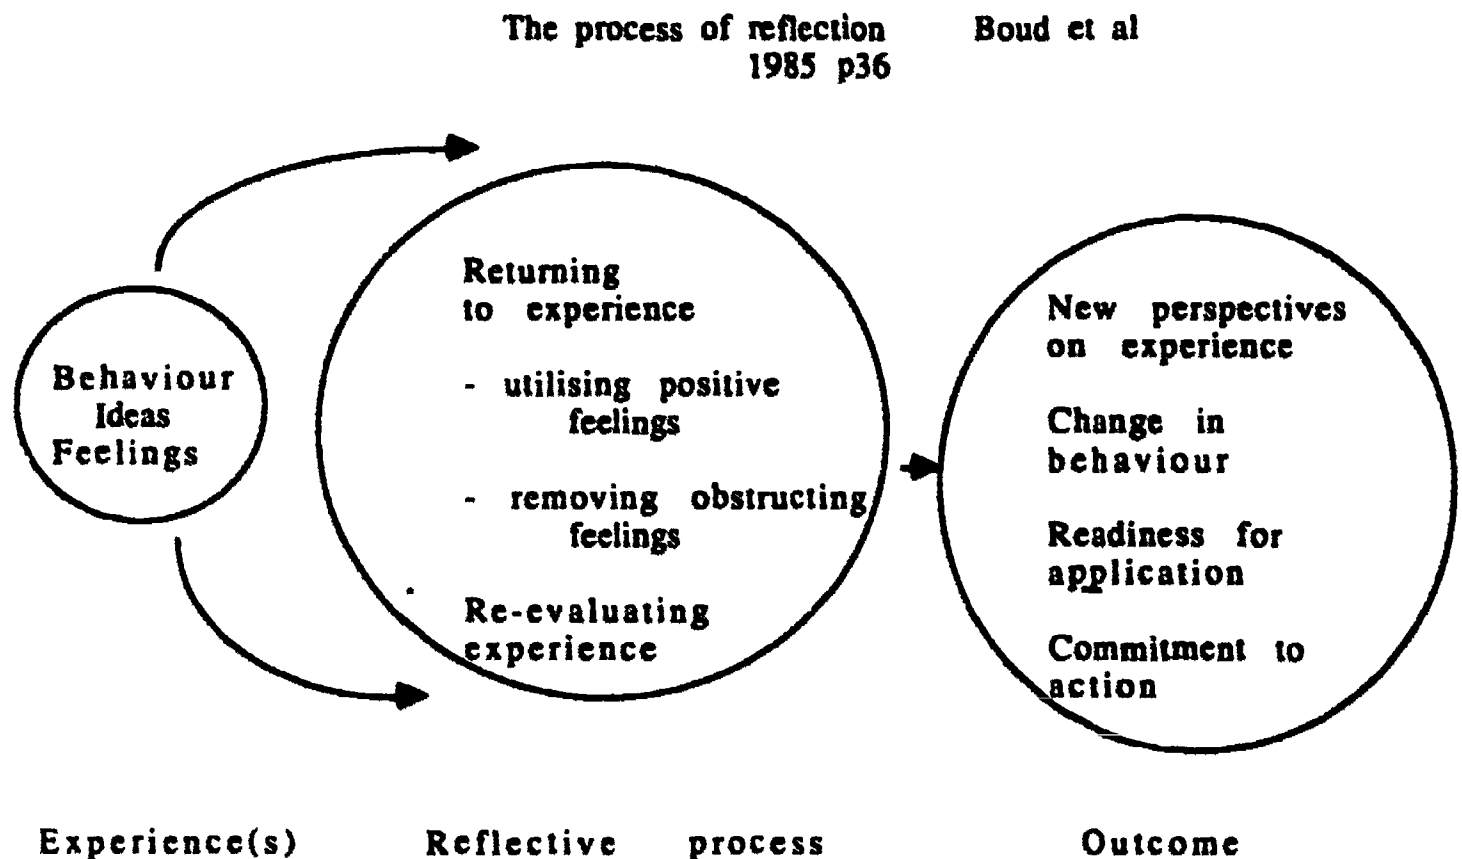 The process of reflection Boud et al
1985 p36
Behaviour
Ideas
Feelings
Returning
to experience
- utilising positive
feelings
- removing obstructing
feelings
Re-evaluating
experience
New perspectives
on experience
Change in
behaviour
Readiness for
application
Commitment to
action
Experience(s) Reflective process Outcome